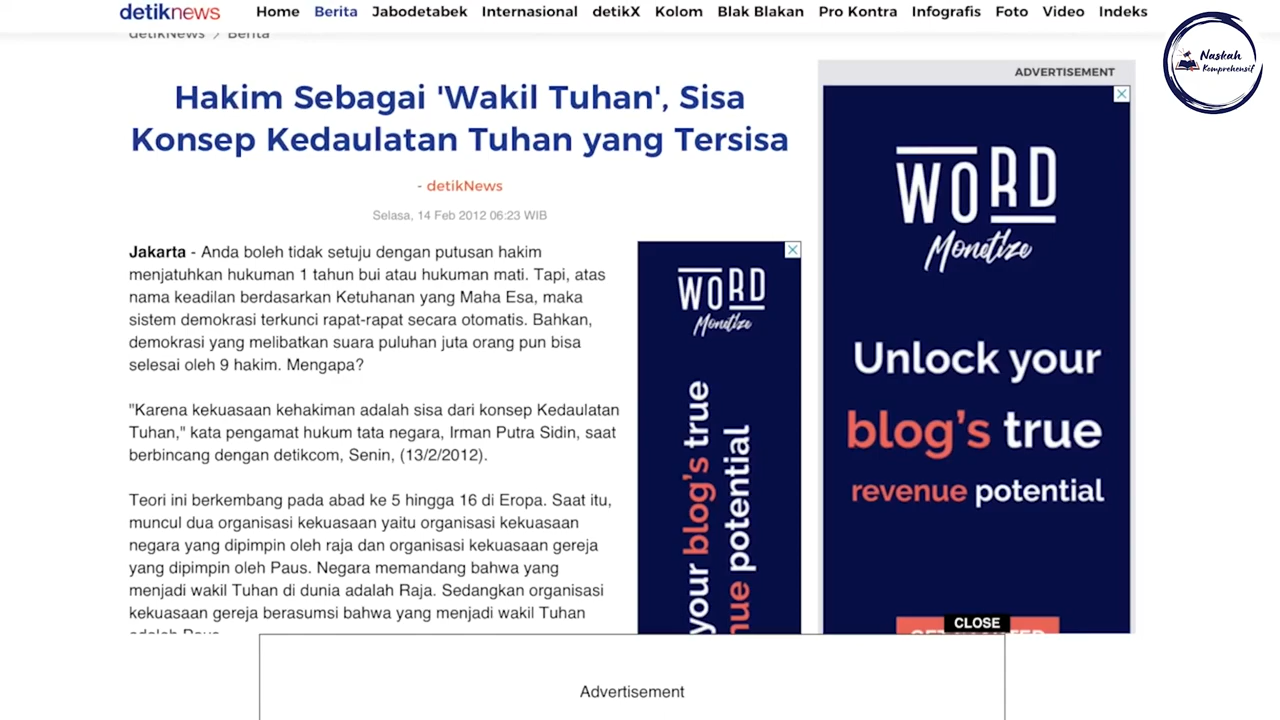 detiknews
Home Berita Jabodetabek Internasional detikX Kolom Blak Blakan Pro Kontra Infografis Foto Video Indeks
detikNews > Berita
Naskah
Komprehensif
ADVERTISEMENT
Hakim Sebagai 'Wakil Tuhan', Sisa
Konsep Kedaulatan Tuhan yang Tersisa
- detikNews
Selasa, 14 Feb 2012 06:23 WIB
Jakarta - Anda boleh tidak setuju dengan putusan hakim
menjatuhkan hukuman 1 tahun bui atau hukuman mati. Tapi, atas
nama keadilan berdasarkan Ketuhanan yang Maha Esa, maka
sistem demokrasi terkunci rapat-rapat secara otomatis. Bahkan,
demokrasi yang melibatkan suara puluhan juta orang pun bisa
selesai oleh 9 hakim. Mengapa?
"Karena kekuasaan kehakiman adalah sisa dari konsep Kedaulatan
Tuhan," kata pengamat hukum tata negara, Irman Putra Sidin, saat
berbincang dengan detikcom, Senin, (13/2/2012).
Teori ini berkembang pada abad ke 5 hingga 16 di Eropa. Saat itu,
muncul dua organisasi kekuasaan yaitu organisasi kekuasaan
negara yang dipimpin oleh raja dan organisasi kekuasaan gereja
yang dipimpin oleh Paus. Negara memandang bahwa yang
menjadi wakil Tuhan di dunia adalah Raja. Sedangkan organisasi
kekuasaan gereja berasumsi bahwa yang menjadi wakil Tuhan
adalah Paus
WORD
Monetize
your blog's true
nue potential
WORD
Monetize
Unlock your
blog's true
revenue potential
CLOSE
Advertisement